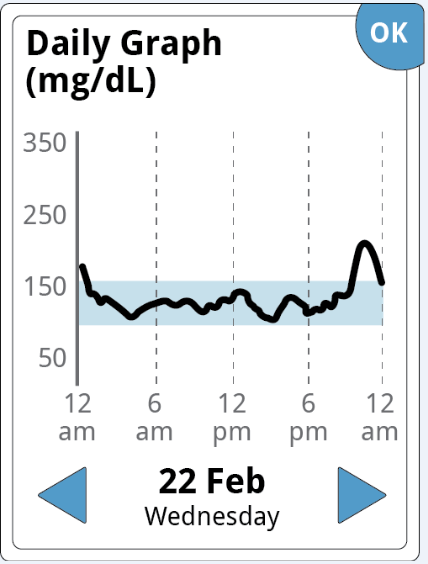 OK
Daily Graph
(mg/dL)
350
250
150
50
12 6 12 6 12
am am pm pm am
22 Feb
Wednesday